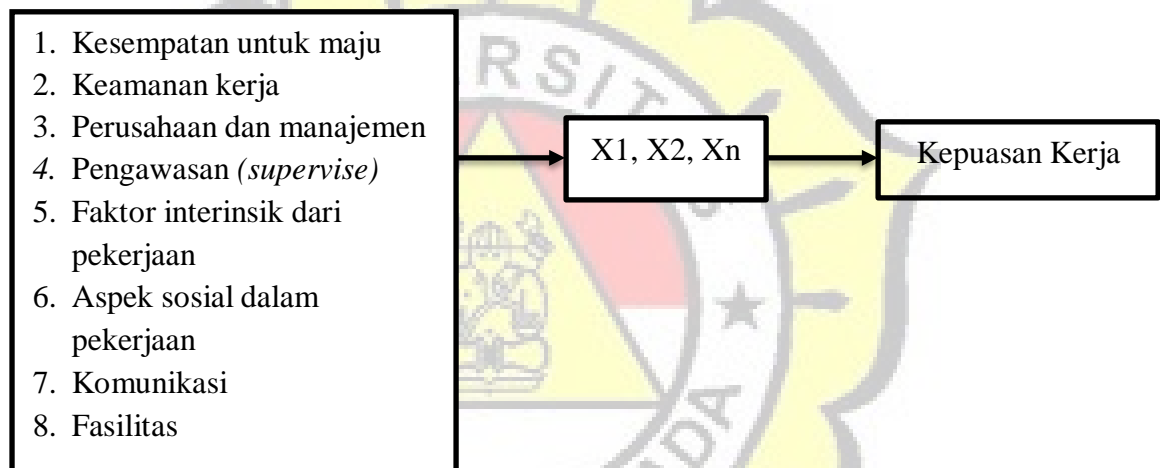 1. Kesempatan untuk maju
2. Keamanan kerja
3. Perusahaan dan manajemen
4. Pengawasan (supervise)
5. Faktor interinsik dari
pekerjaan
6. Aspek sosial dalam
pekerjaan
7. Komunikasi
8. Fasilitas
X1, X2, Xn
Kepuasan Kerja